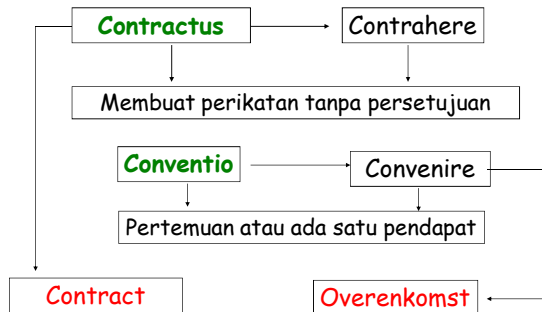 Contractus
Contrahere
Membuat perikatan tanpa persetujuan
Conventio
Convenire
Pertemuan atau ada satu pendapat
Contract
Overenkomst